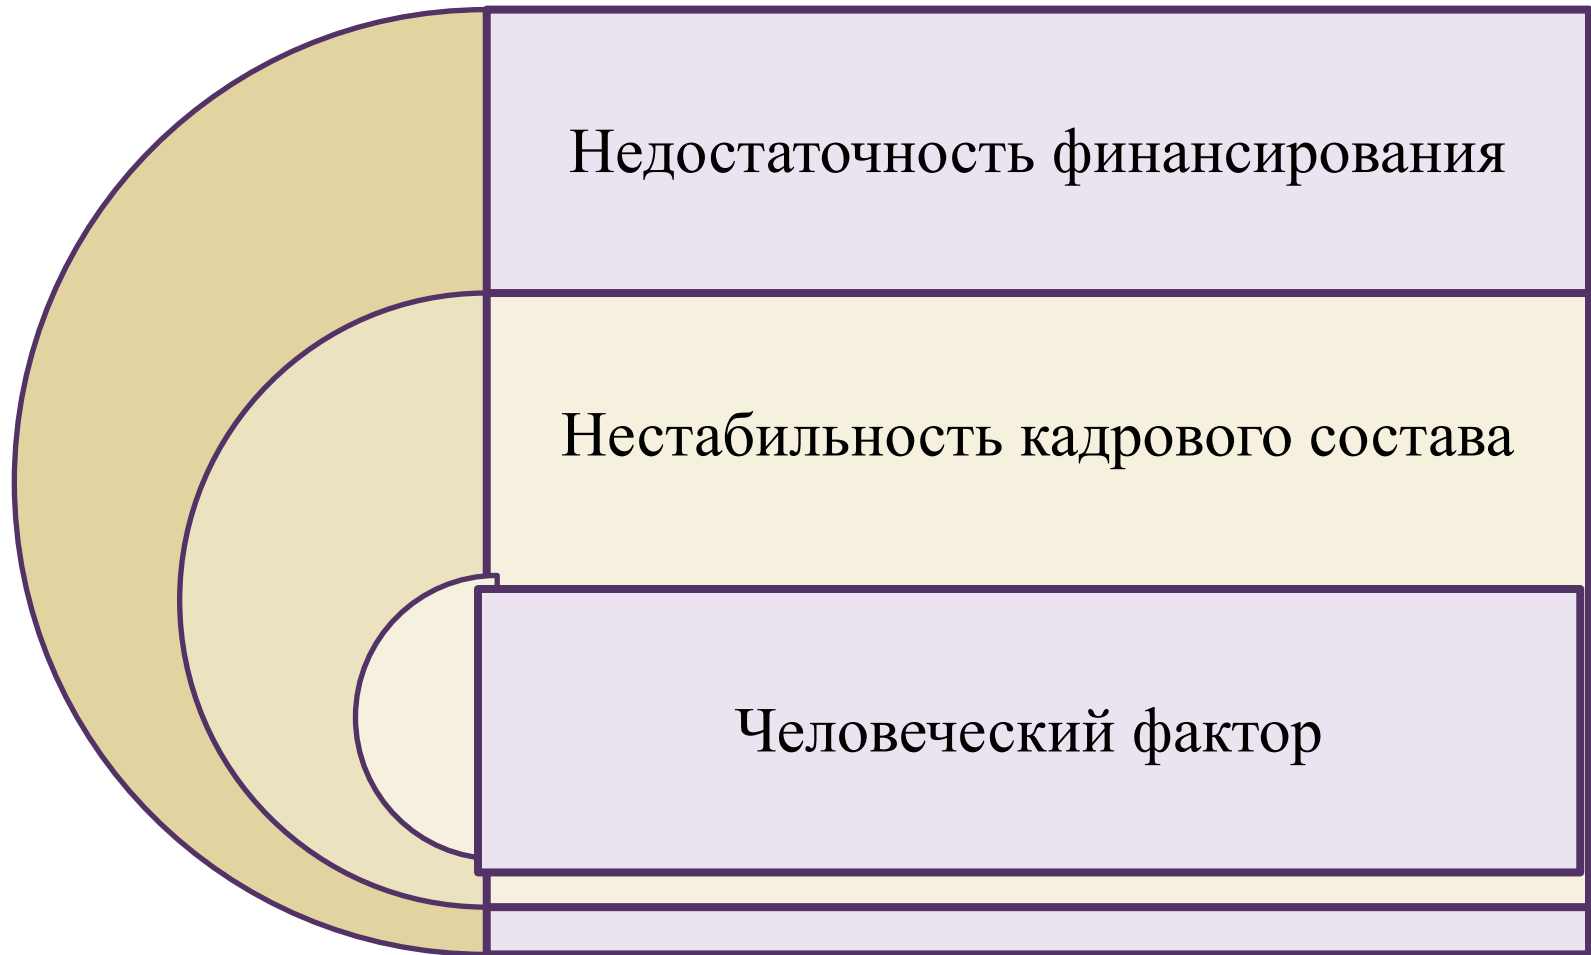 Недостаточность финансирования
Нестабильность кадрового состава
Человеческий фактор